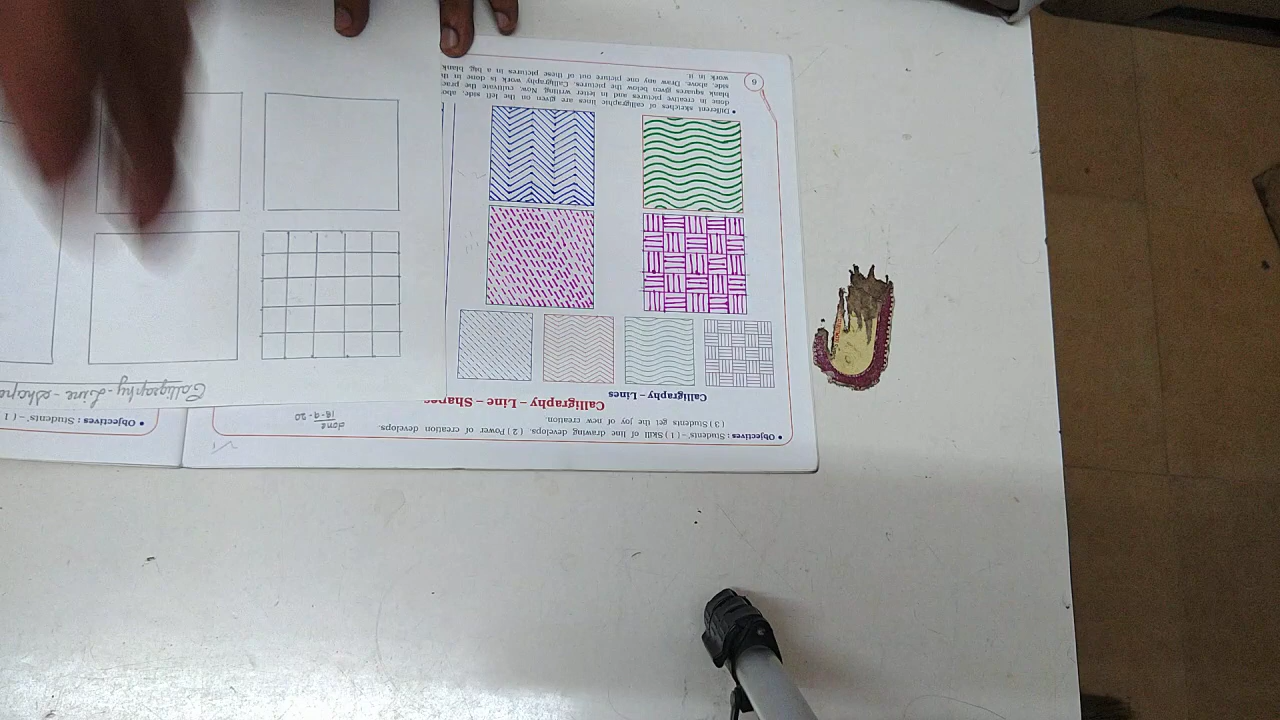 • Objectives : Students'– ( 1 ) Skill of line drawing develops. ( 2 ) Power of creation develops.
( 3 ) Students get the joy of new creation.
done
18-9-20
Calligraphy – Line – Shapes
Calligraphy – Lines
• Different sketches of calligraphic lines are given on the left side,
done in creative pictures and in letter writing. Now, cultivate the
blank squares given below the pictures. Calligraphy work is done in
side, above. Draw any one picture out of these pictures in a big, blank
work in it.
6
• Objectives : Students'– ( 1
Calligraphy - Line - Shape